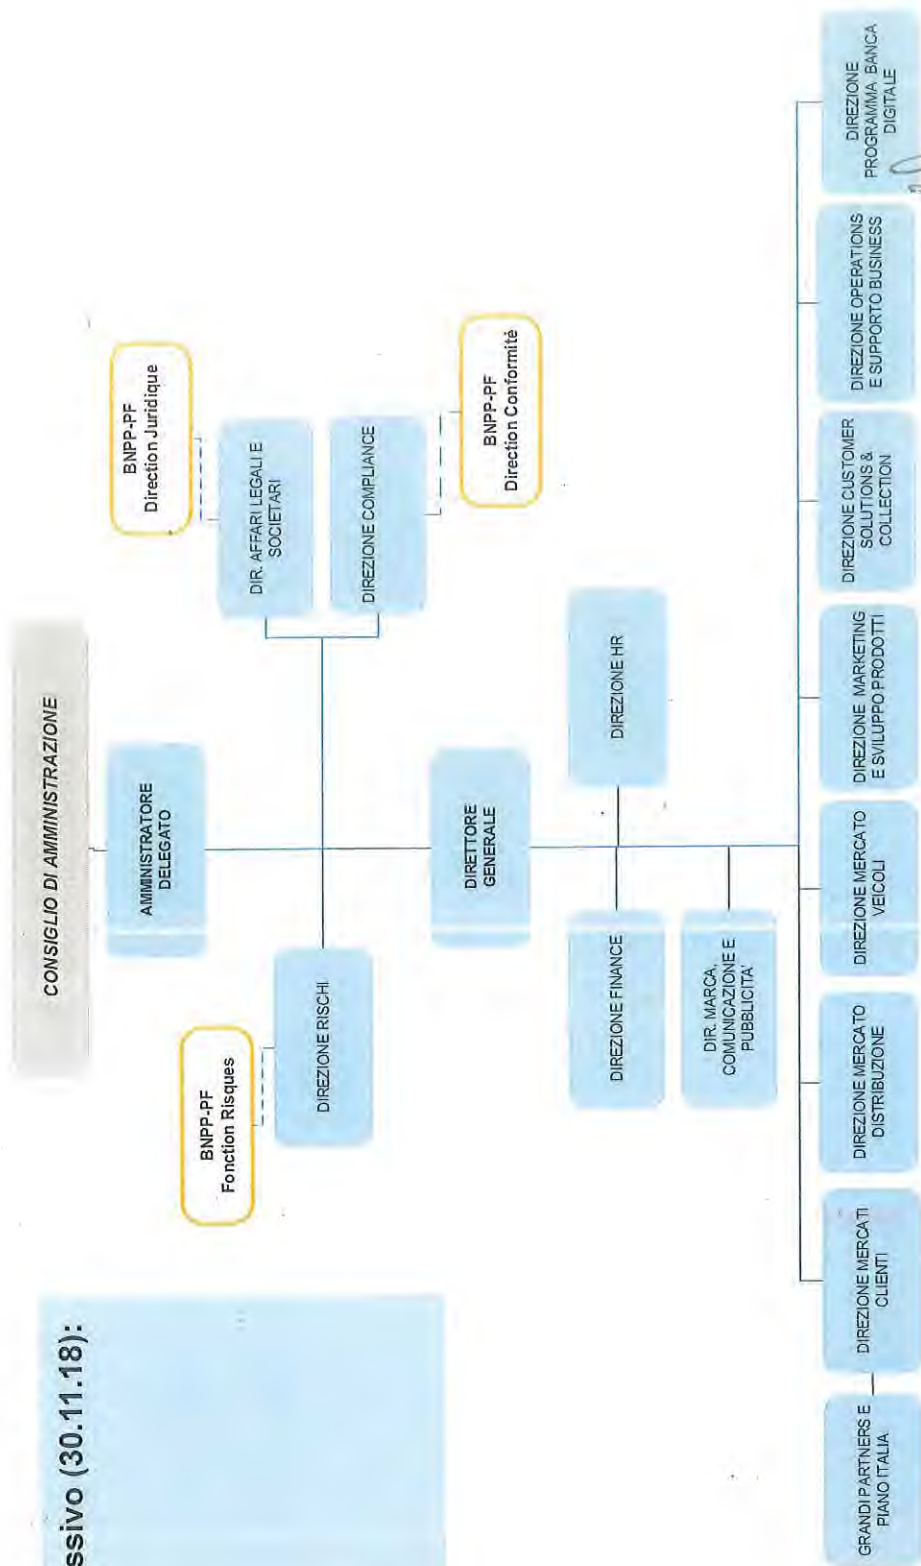 ssivo (30.11.18):
CONSIGLIO DI AMMINISTRAZIONE
AMMINISTRATORE
DELEGATO
BNPP-PF
Fonction Risques
DIREZIONE RISCHI
BNPP-PF
Direction Juridique
DIR. AFFARI LEGALI E
SOCIETARI
DIREZIONE COMPLIANCE
BNPP-PF
Direction Conformité
DIRETTORE
GENERALE
DIREZIONE FINANCE
DIREZIONE HR
DIR. MARCA,
COMUNICAZIONE E
PUBBLICITA'
GRANDI PARTNERS E
PIANO ITALIA
DIREZIONE MERCATI
CLIENTI
DIREZIONE MERCATO
DISTRIBUZIONE
DIREZIONE MERCATO
VEICOLI
DIREZIONE MARKETING
E SVILUPPO PRODOTTI
DIREZIONE CUSTOMER
SOLUTIONS &
COLLECTION
DIREZIONE OPERATIONS
E SUPPORTO BUSINESS
DIREZIONE
PROGRAMMA BANCA
DIGITALE